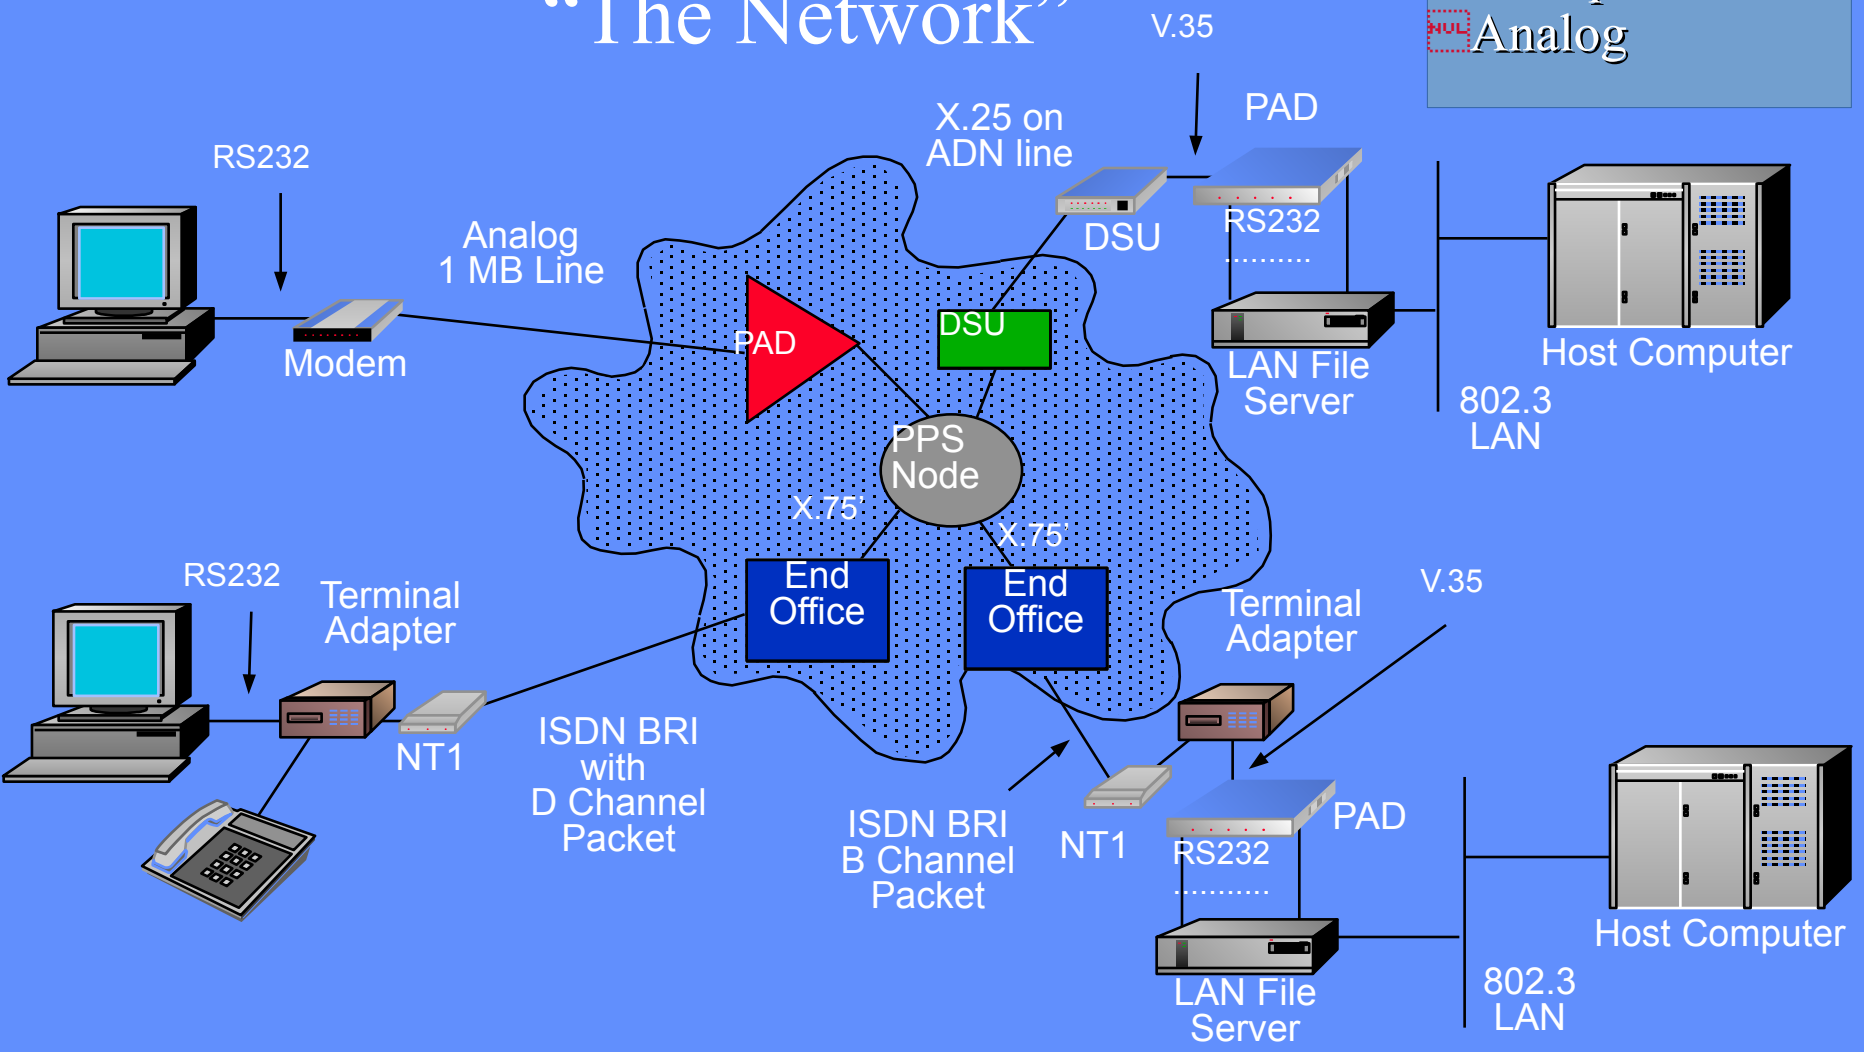 “The Network”
V.35
NUL
Analog
PAD
X.25 on
ADN line
RS232
RS232
DSU
Analog
1 MB Line
..........
DSU
PAD
Modem
LAN File
Server
Host Computer
802.3
LAN
PPS
Node
X.75’
X.75’
RS232
Terminal
Adapter
End
Office
End
Office
Terminal
Adapter
V.35
NT1
ISDN BRI
with
D Channel
Packet
ISDN BRI
B Channel
Packet
NT1
PAD
RS232
...........
Host Computer
LAN File
Server
802.3
LAN